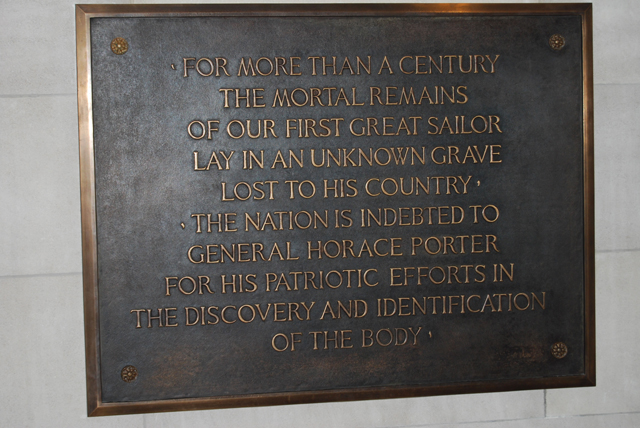 'FOR MORE THAN A CENTURY
THE MORTAL REMAINS
OF OUR FIRST GREAT SAILOR
LAY IN AN UNKNOWN GRAVE
LOST TO HIS COUNTRY'
'THE NATION IS INDEBTED TO
GENERAL HORACE PORTER
FOR HIS PATRIOTIC EFFORTS IN
THE DISCOVERY AND IDENTIFICATION
OF THE BODY'